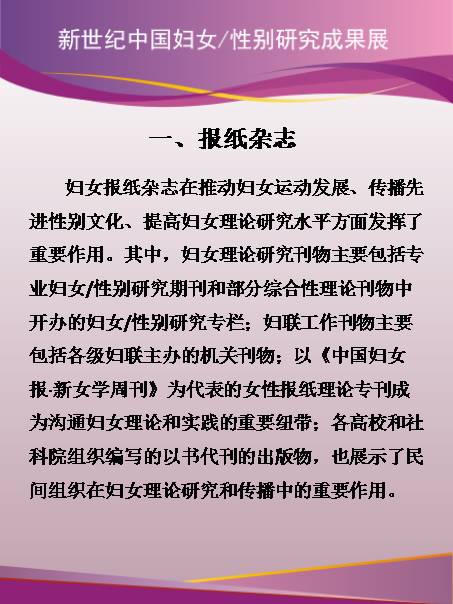 新世纪中国妇女/性别研究成果展
一、报纸杂志
妇女报纸杂志在推动妇女运动发展、传播先
进性别文化、提高妇女理论研究水平方面发挥了
重要作用。其中，妇女理论研究刊物主要包括专
业妇女/性别研究期刊和部分综合性理论刊物中
开办的妇女/性别研究专栏；妇联工作刊物主要
包括各级妇联主办的机关刊物；以《中国妇女
报·新女学周刊》为代表的女性报纸理论专刊成
为沟通妇女理论和实践的重要纽带；各高校和社
科院组织编写的以书代刊的出版物，也展示了民
间组织在妇女理论研究和传播中的重要作用。